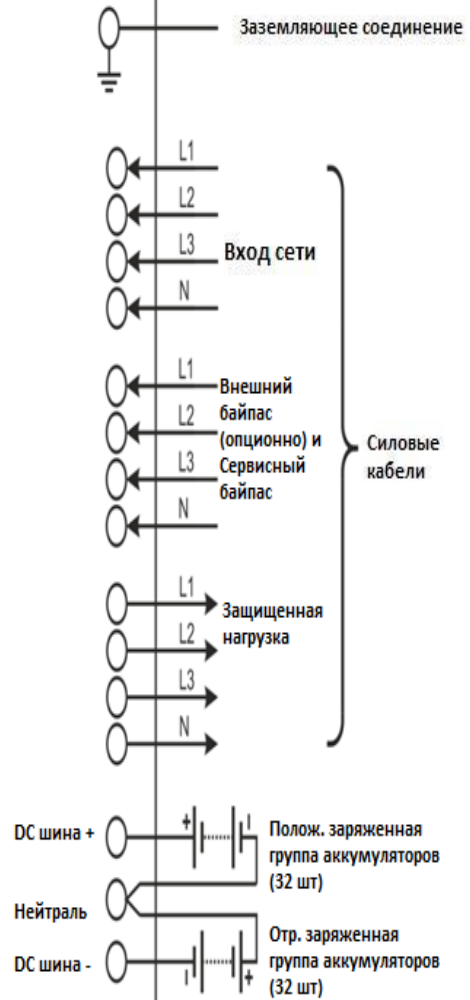 Заземляющее соединение
L1
L2
L3
Вход сети
N
L1
Внешний
байпас
L2
(опционно) и
L3
Сервисный
байпас
N
Силовые
кабели
L1
Защищенная
нагрузка
L2
L3
N
DC шина +
+
-
Полож. заряженная
группа аккумуляторов
(32 шт)
Нейтраль
DC шина -
-
+
Отр. заряженная
группа аккумуляторов
(32 шт)